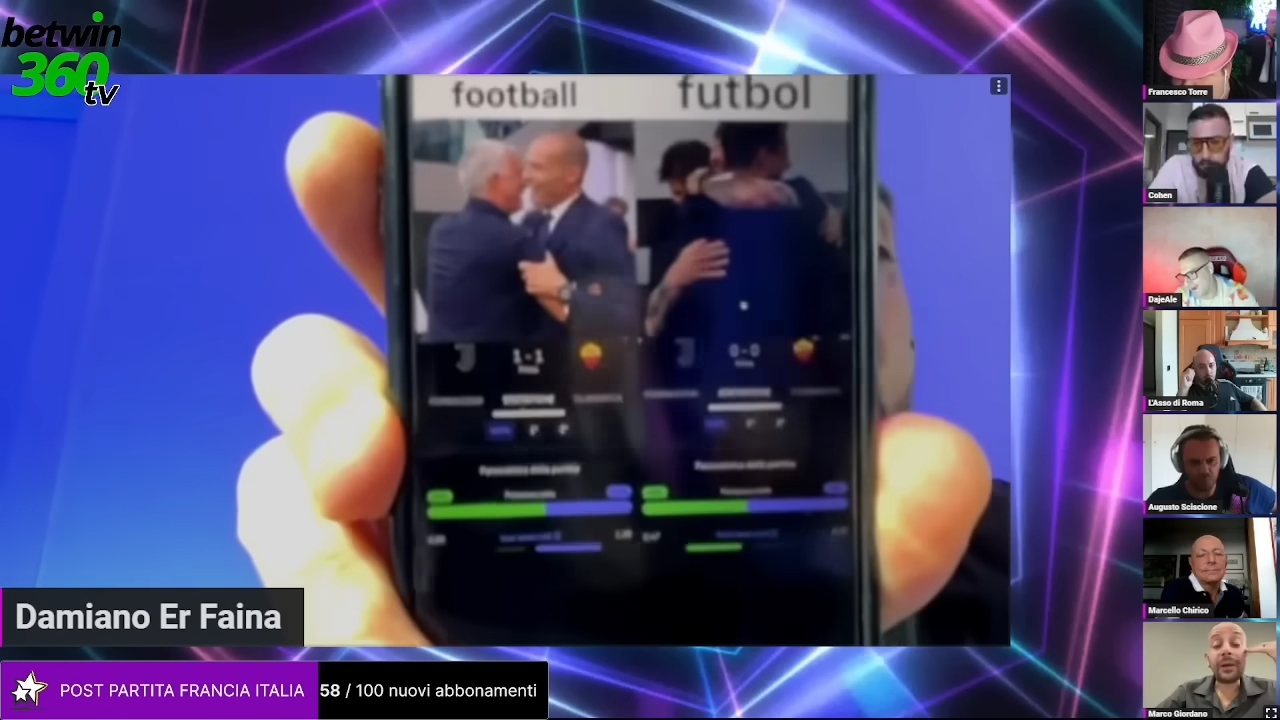 betwin
360
tv
football
futbol
1-1
0-0
Damiano Er Faina
POST PARTITA FRANCIA ITALIA
58 / 100 nuovi abbonamenti
Francesco Torre
Cohen
DajeAle
L'Asso di Roma
Augusto Sciscione
Marcello Chirico
Marco Giordano